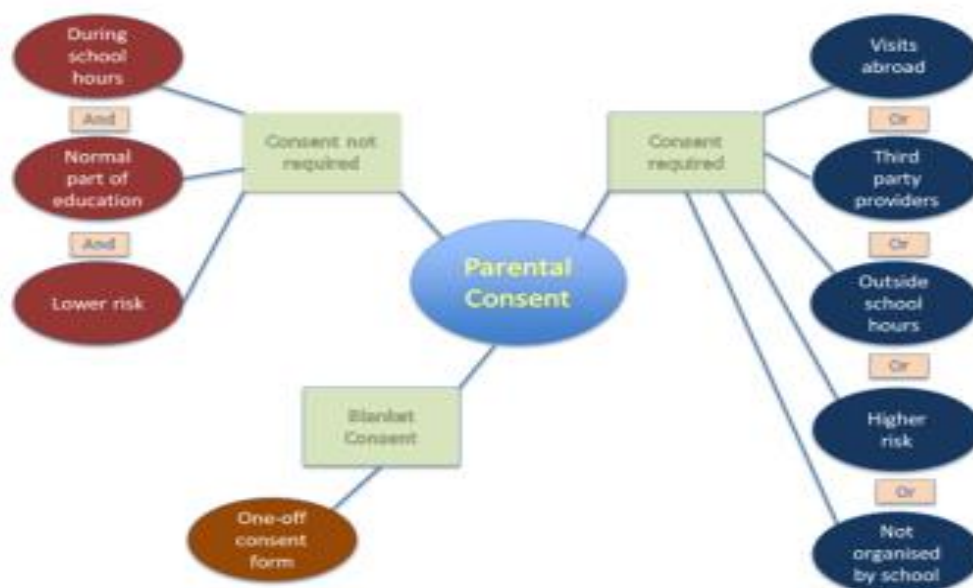 During
school
hours
And
Normal
part of
education
And
Lower risk
Consent not
required
Parental
Consent
Blanket
Consent
One-off
consent
form
Consent
required
Visits
abroad
Or
Third
party
providers
Or
Outside
school
hours
Or
Higher
risk
Or
Not
organised
by school